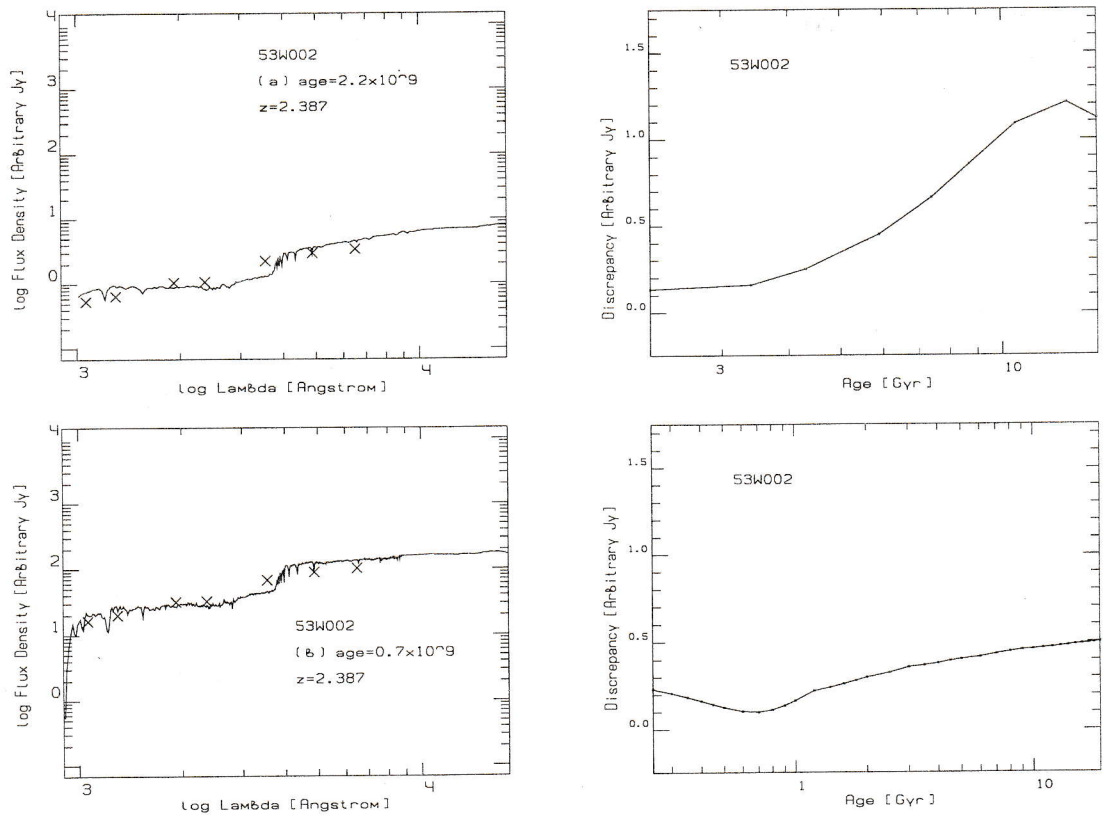 4
3
2
1
0
log Flux Density [Arbitrary Jy]
53W002
(a) age=2.2x10^9
z=2.387
3
4
log Lambda [Angstrom]
1.5
1.0
0.5
0.0
Discrepancy [Arbitrary Jy]
53W002
3
10
Age [Gyr]
4
3
2
1
0
log Flux Density [Arbitrary Jy]
53W002
(b) age=0.7x10^9
z=2.387
3
4
log Lambda [Angstrom]
1.5
1.0
0.5
0.0
Discrepancy [Arbitrary Jy]
53W002
1
10
Age [Gyr]